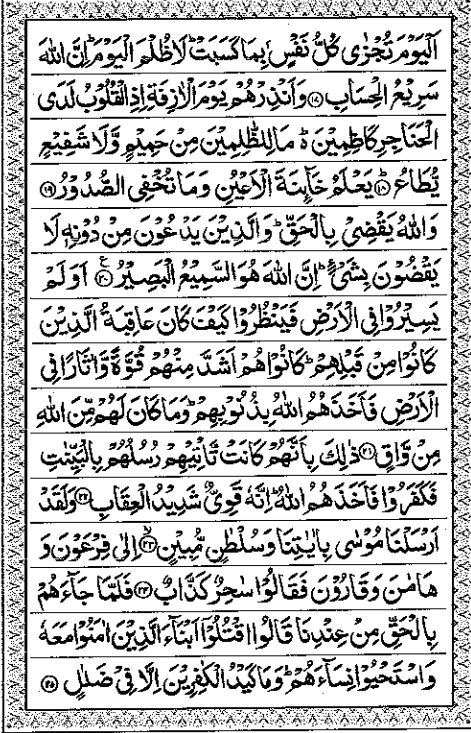 اَلْيَوْمَ تُجْزٰى كُلُّ نَفْسٍۭ بِمَا كَسَبَتْ ؕ لَا ظُلْمَ الْيَوْمَ ؕ اِنَّ اللّٰهَ
سَرِيْعُ الْحِسَابِ ﴿۱۷﴾ وَاَنْذِرْهُمْ يَوْمَ الْاٰزِفَةِ اِذِ الْقُلُوْبُ لَدَى
الْحَنَاجِرِ كَاظِمِيْنَ ؕ مَا لِلظّٰلِمِيْنَ مِنْ حَمِيْمٍ وَّلَا شَفِيْعٍ
يُّطَاعُ ﴿۱۸﴾ؕ يَعْلَمُ خَآىِٕنَةَ الْاَعْيُنِ وَمَا تُخْفِى الصُّدُوْرُ ﴿۱۹﴾
وَاللّٰهُ يَقْضِيْ بِالْحَقِّ ؕ وَالَّذِيْنَ يَدْعُوْنَ مِنْ دُوْنِهٖ لَا
يَقْضُوْنَ بِشَيْءٍ ؕ اِنَّ اللّٰهَ هُوَ السَّمِيْعُ الْبَصِيْرُ ﴿۲۰﴾ع اَوَلَمْ
يَسِيْرُوْا فِى الْاَرْضِ فَيَنْظُرُوْا كَيْفَ كَانَ عَاقِبَةُ الَّذِيْنَ
كَانُوْا مِنْ قَبْلِهِمْ ؕ كَانُوْا هُمْ اَشَدَّ مِنْهُمْ قُوَّةً وَّاٰثَارًا فِى
الْاَرْضِ فَاَخَذَهُمُ اللّٰهُ بِذُنُوْبِهِمْ ؕ وَمَا كَانَ لَهُمْ مِّنَ اللّٰهِ
مِنْ وَّاقٍ ﴿۲۱﴾ ذٰلِكَ بِاَنَّهُمْ كَانَتْ تَّاْتِيْهِمْ رُسُلُهُمْ بِالْبَيِّنٰتِ
فَكَفَرُوْا فَاَخَذَهُمُ اللّٰهُ ؕ اِنَّهٗ قَوِيٌّ شَدِيْدُ الْعِقَابِ ﴿۲۲﴾ وَلَقَدْ
اَرْسَلْنَا مُوْسٰى بِاٰيٰتِنَا وَسُلْطٰنٍ مُّبِيْنٍ ﴿۲۳﴾ۙ اِلٰى فِرْعَوْنَ وَ
هَامٰنَ وَقَارُوْنَ فَقَالُوْا سٰحِرٌ كَذَّابٌ ﴿۲۴﴾ فَلَمَّا جَآءَهُمْ
بِالْحَقِّ مِنْ عِنْدِنَا قَالُوا اقْتُلُوْٓا اَبْنَآءَ الَّذِيْنَ اٰمَنُوْا مَعَهٗ
وَاسْتَحْيُوْا نِسَآءَهُمْ ؕ وَمَا كَيْدُ الْكٰفِرِيْنَ اِلَّا فِيْ ضَلٰلٍ ﴿۲۵﴾